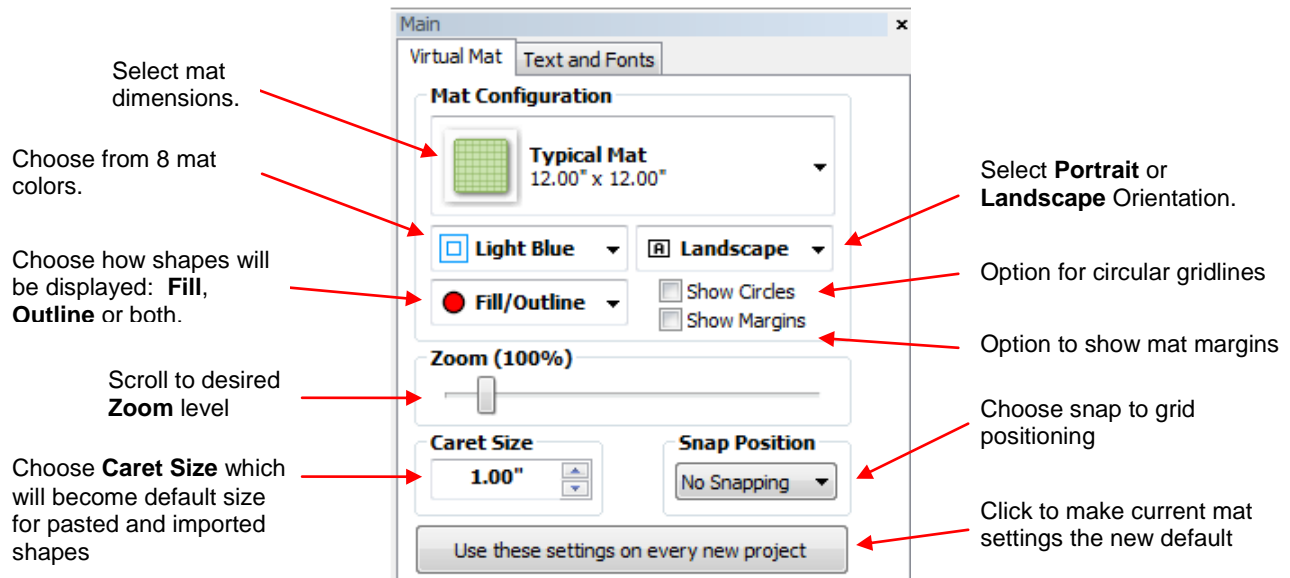 Main
Virtual Mat
Text and Fonts
Select mat
dimensions.
Mat Configuration
Typical Mat
12.00" x 12.00"
Choose from 8 mat
colors.
Select Portrait or
Landscape Orientation.
Light Blue
A Landscape
Choose how shapes will
be displayed:  Fill,
Outline or both.
Fill/Outline
Show Circles
Show Margins
Option for circular gridlines
Option to show mat margins
Zoom (100%)
Scroll to desired
Zoom level
Choose snap to grid
positioning
Caret Size
1.00"
Snap Position
No Snapping
Choose Caret Size which
will become default size
for pasted and imported
shapes
Click to make current mat
settings the new default
Use these settings on every new project